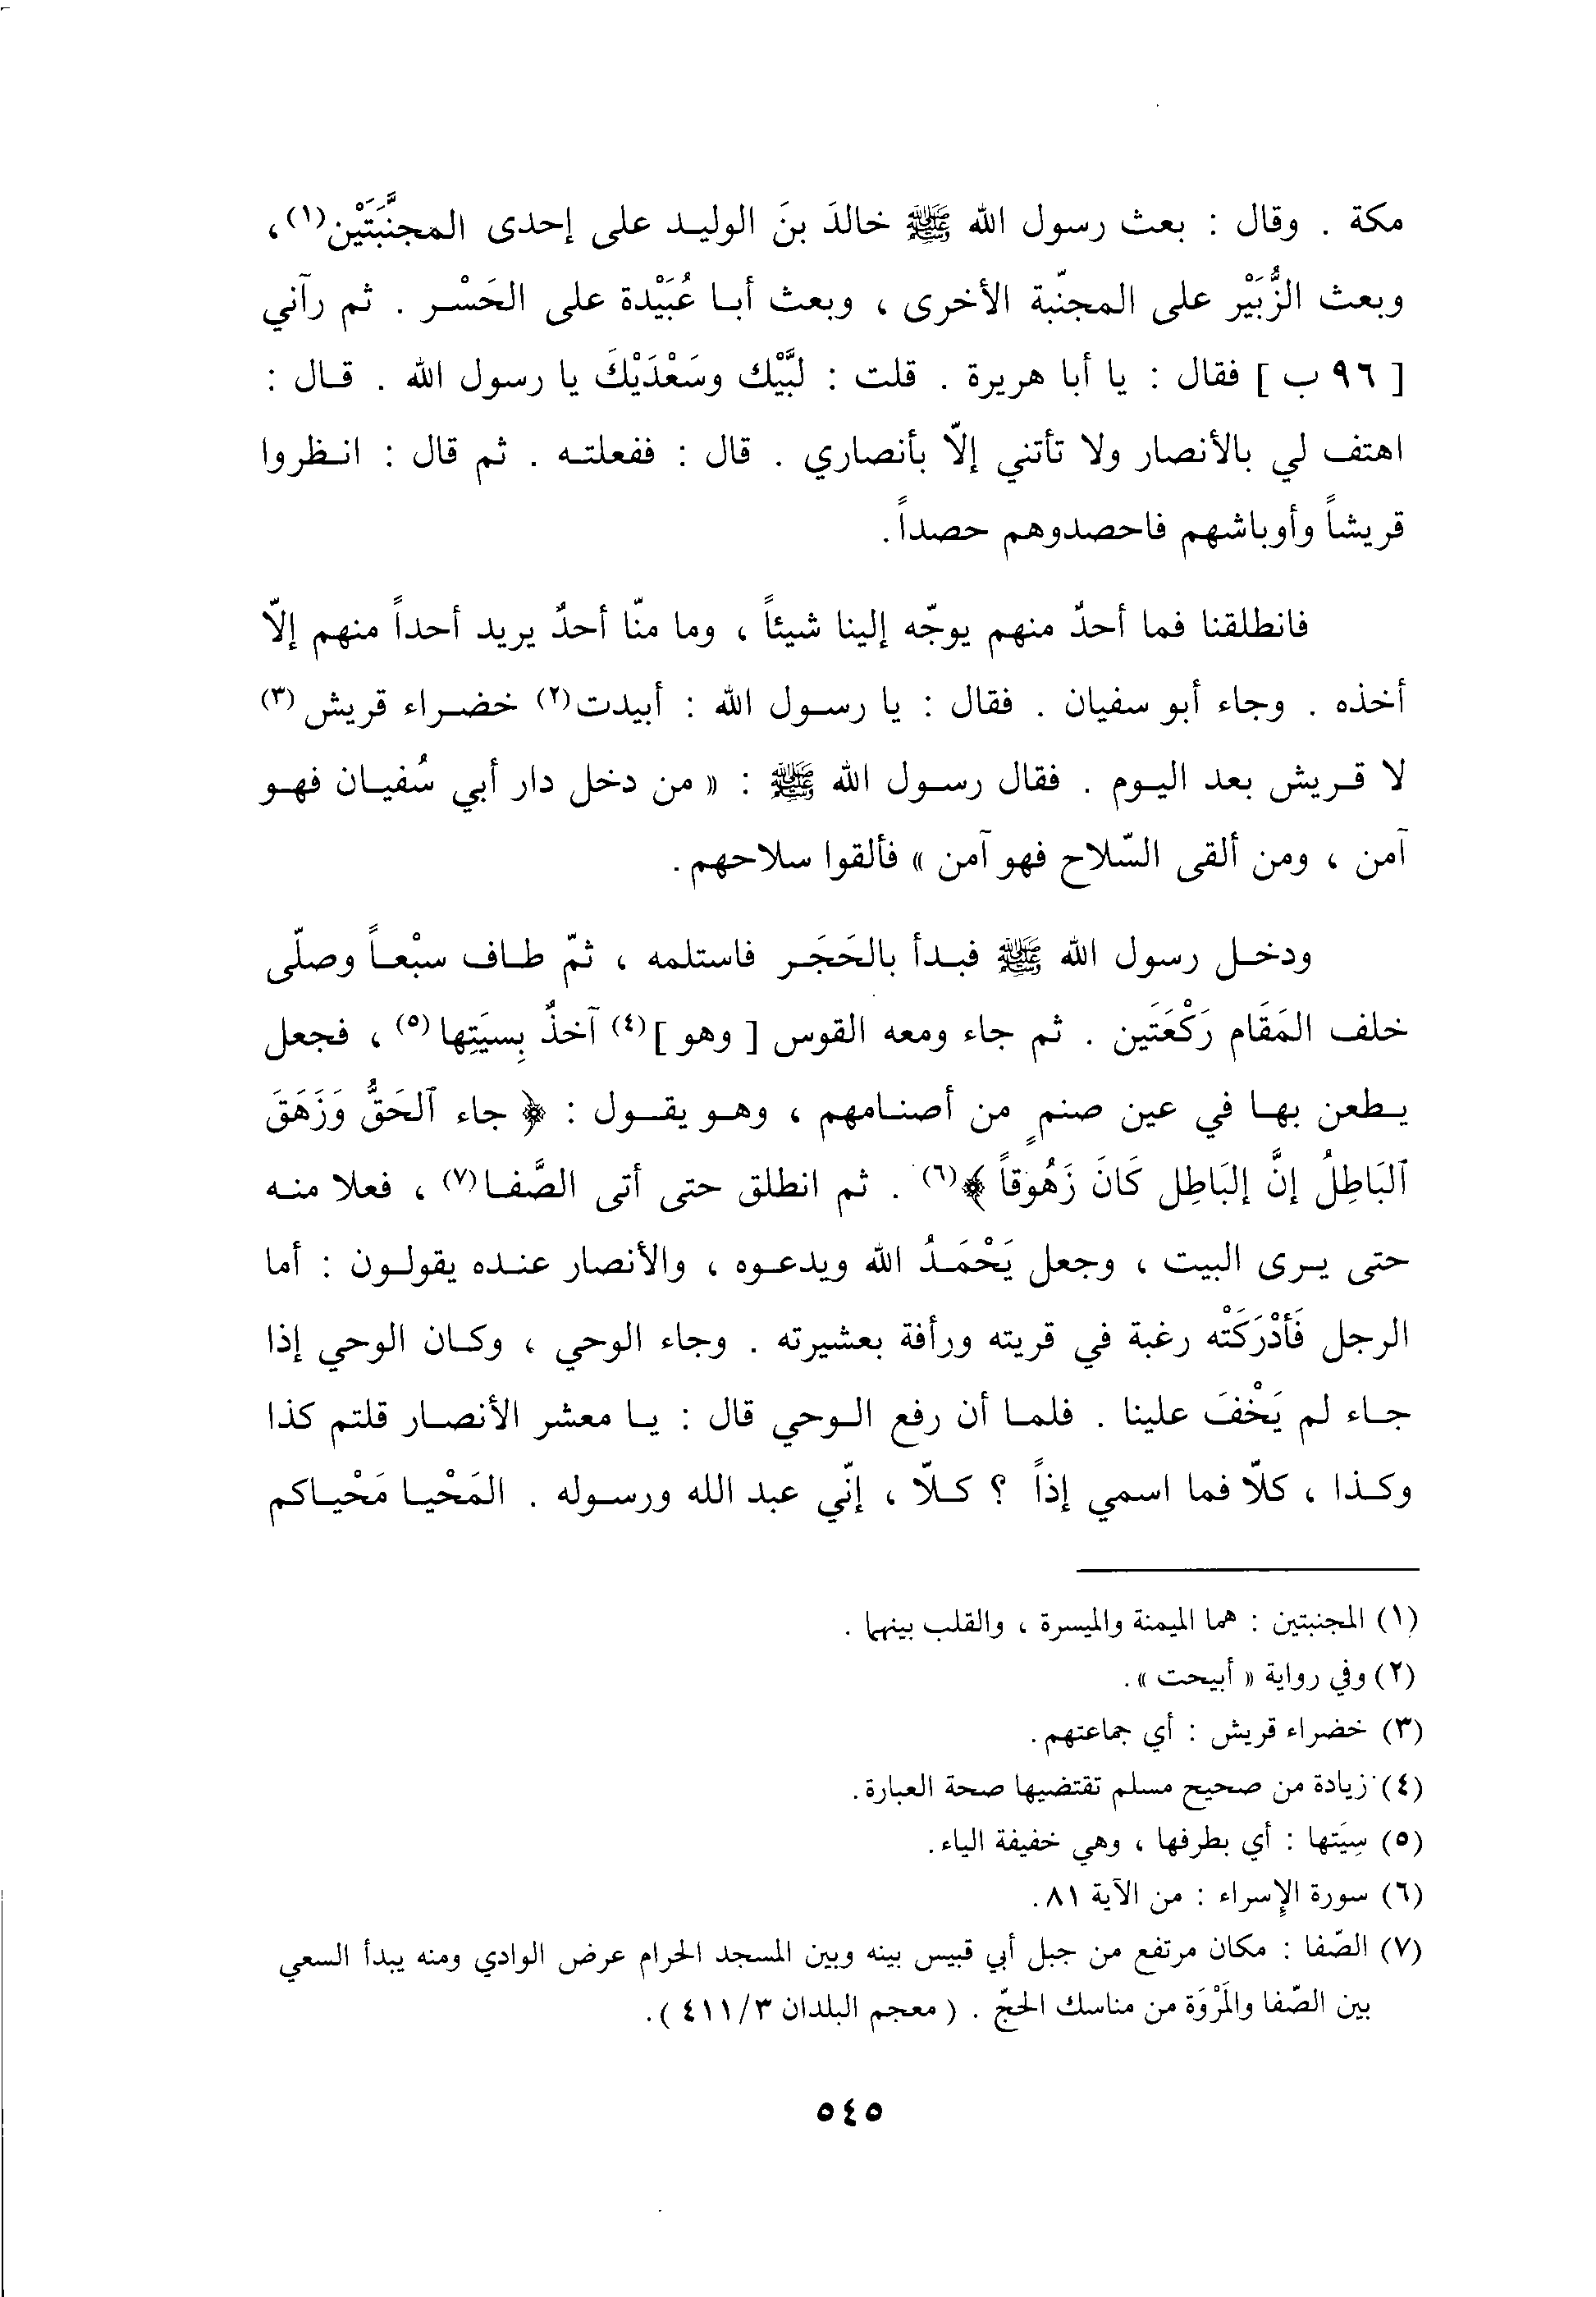 مكة . وقال : بعث رسول الله ﷺ خالدَ بنَ الوليد على إحدى المجنَّبَتَيْن(١)،
وبعث الزُّبَيْر على المجنّبة الأخرى ، وبعث أبا عُبَيْدة على الحَسْر . ثم رآني
[ ٩٦ ب ] فقال : يا أبا هريرة . قلت : لبَّيْك وسَعْدَيْكَ يا رسول الله . قال :
اهتف لي بالأنصار ولا تأتني إلّا بأنصاري . قال : ففعلته . ثم قال : انظروا
قريشاً وأوباشهم فاحصدوهم حصداً.
فانطلقنا فما أحدٌ منهم يوجّه إلينا شيئاً ، وما منّا أحدٌ يريد أحداً منهم إلّا
أخذه . وجاء أبو سفيان . فقال : يا رسول الله : أبيدت(٢) خضراء قريش(٣)
لا قريش بعد اليوم . فقال رسول الله ﷺ : « من دخل دار أبي سُفيان فهو
آمن ، ومن ألقى السّلاح فهو آمن » فألقوا سلاحهم.
ودخل رسول الله ﷺ فبدأ بالحَجَر فاستلمه ، ثمّ طاف سبْعاً وصلّى
خلف المَقَام رَكْعَتَين . ثم جاء ومعه القوس [ وهو ](٤) آخذٌ بِسيَتِها(٥) ، فجعل
يطعن بها في عين صنمٍ من أصنامهم ، وهو يقول : ﴿ جاء ٱلحَقُّ وَزَهَقَ
ٱلبَاطِلُ إنَّ إلبَاطِل كَانَ زَهُوقاً ﴾(٦) . ثم انطلق حتى أتى الصَّفا(٧) ، فعلا منه
حتى يرى البيت ، وجعل يَحْمَدُ الله ويدعوه ، والأنصار عنده يقولون : أما
الرجل فَأَدْرَكَتْه رغبة في قريته ورأفة بعشيرته . وجاء الوحي ، وكان الوحي إذا
جاء لم يَخْفَ علينا . فلما أن رفع الوحي قال : يا معشر الأنصار قلتم كذا
وكذا ، كلّا فما اسمي إذاً ؟ كلّا ، إنّي عبد الله ورسوله . المَحْيا مَحْياكم
(١) المجنبتين : هما الميمنة والميسرة ، والقلب بينهما .
(٢) وفي رواية « أبيحت ».
(٣) خضراء قريش : أي جماعتهم.
(٤) زيادة من صحيح مسلم تقتضيها صحة العبارة.
(٥) سِيَتها : أي بطرفها ، وهي خفيفة الياء.
(٦) سورة الإسراء : من الآية ٨١.
(٧) الصّفا : مكان مرتفع من جبل أبي قبيس بينه وبين المسجد الحرام عرض الوادي ومنه يبدأ السعي
بين الصّفا والمَرْوَة من مناسك الحجّ . ( معجم البلدان ٤١١/٣ ).
٥٤٥